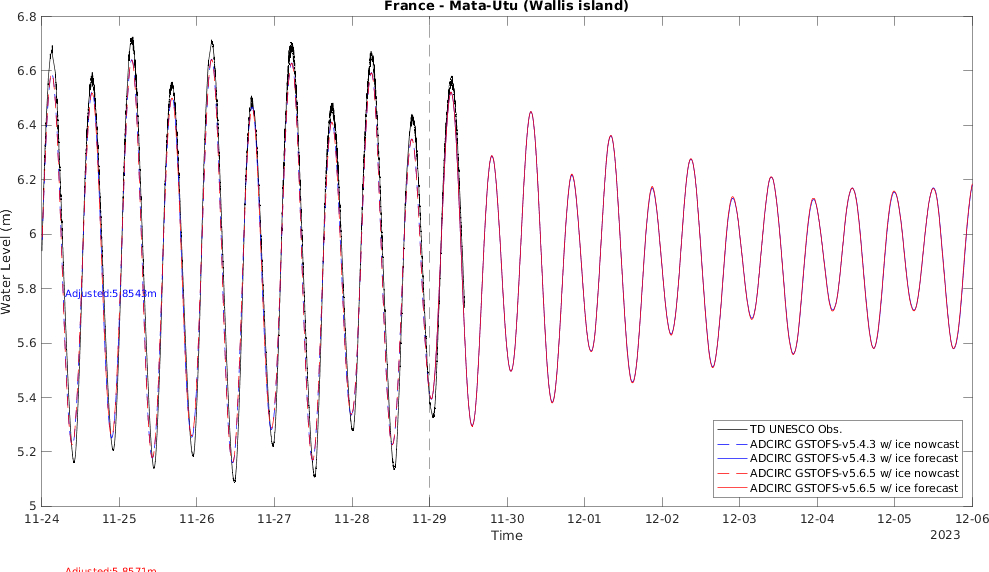 France - Mata-Utu (Wallis island)
6.8
6.6
6.4
6.2
6
5.8
5.6
5.4
5.2
5
Water Level (m)
Adjusted:5.8543m
TD UNESCO Obs.
ADCIRC GSTOFS-v5.4.3 w/ ice nowcast
ADCIRC GSTOFS-v5.4.3 w/ ice forecast
ADCIRC GSTOFS-v5.6.5 w/ ice nowcast
ADCIRC GSTOFS-v5.6.5 w/ ice forecast
11-24 11-25 11-26 11-27 11-28 11-29 11-30 12-01 12-02 12-03 12-04 12-05 12-06
Time
2023
Adjusted:5.8571m